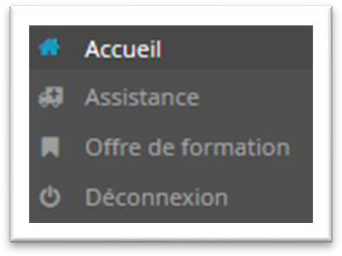 Accueil
Assistance
Offre de formation
Déconnexion